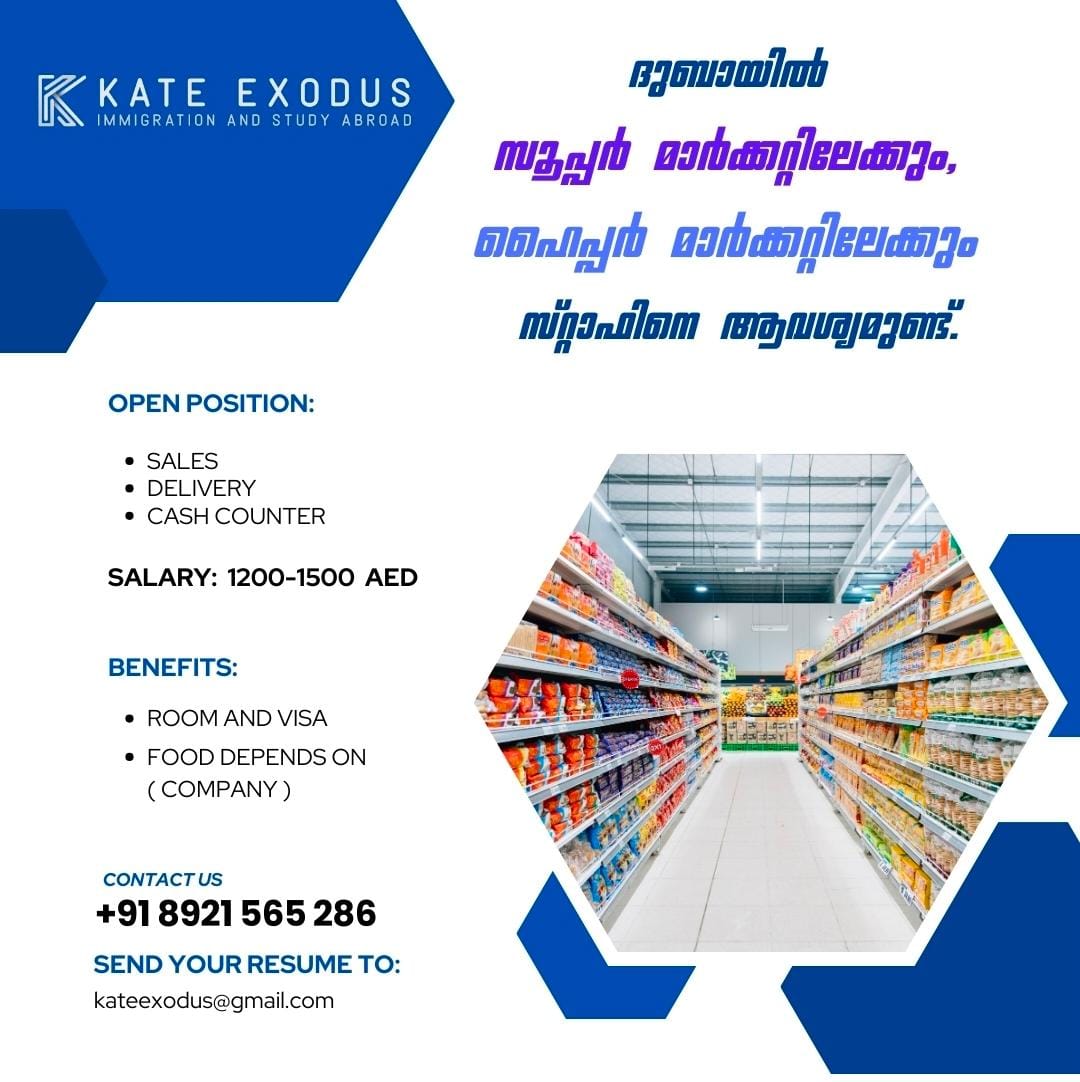 KATE EXODUS
IMMIGRATION AND STUDY ABROAD
ദുബായിൽ
സൂപ്പർ മാർക്കറ്റിലേക്കും,
ഹൈപ്പർ മാർക്കറ്റിലേക്കും
സ്റ്റാഫിനെ ആവശ്യമുണ്ട്.
OPEN POSITION:
• SALES
• DELIVERY
• CASH COUNTER
SALARY: 1200-1500 AED
BENEFITS:
• ROOM AND VISA
• FOOD DEPENDS ON
( COMPANY )
CONTACT US
+91 8921 565 286
SEND YOUR RESUME TO:
kateexodus@gmail.com